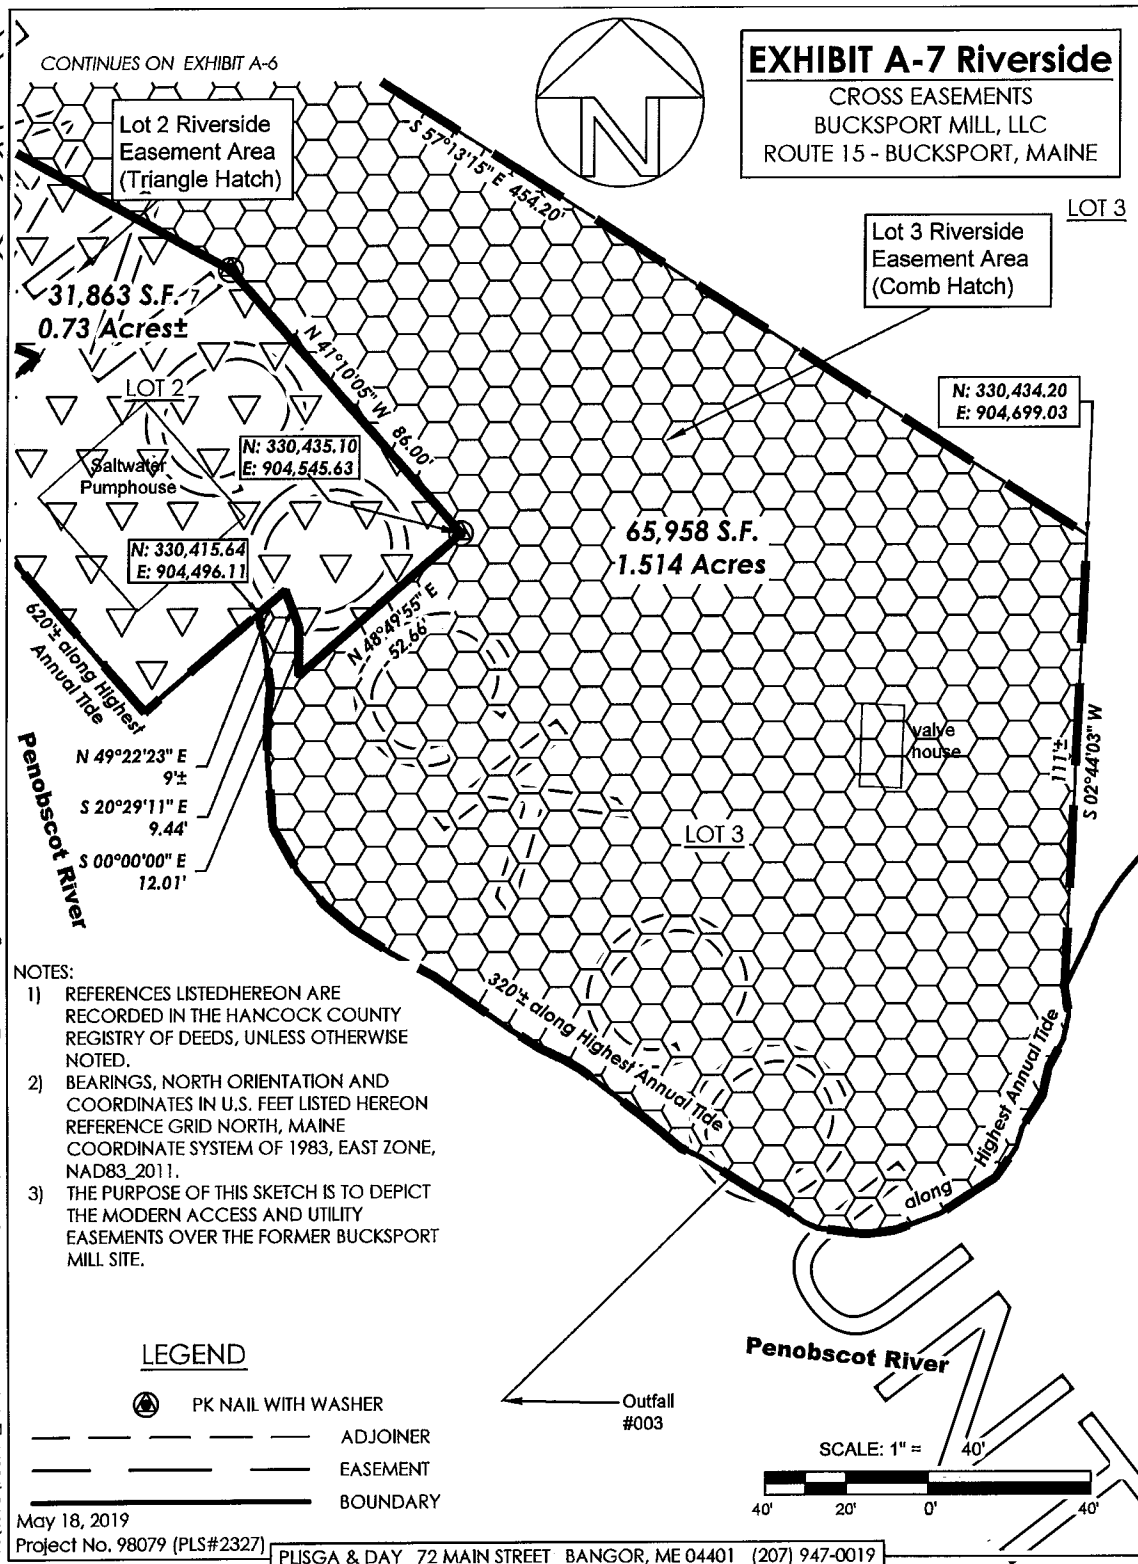 CONTINUES ON EXHIBIT A-6
EXHIBIT A-7 Riverside
CROSS EASEMENTS
BUCKSPORT MILL, LLC
ROUTE 15 - BUCKSPORT, MAINE
N
Lot 2 Riverside
Easement Area
(Triangle Hatch)
S 57°13'15" E 454.20'
LOT 3
Lot 3 Riverside
Easement Area
(Comb Hatch)
31,863 S.F.
0.73 Acres±
N 41°10'05" W 86.00'
LOT 2
N: 330,434.20
E: 904,699.03
N: 330,435.10
E: 904,545.63
Saltwater
Pumphouse
65,958 S.F.
1.514 Acres
N: 330,415.64
E: 904,496.11
620'± along Highest
Annual Tide
N 48°49'55" E
52.66'
Penobscot River
N 49°22'23" E
9'±
S 20°29'11" E
9.44'
S 00°00'00" E
12.01'
valve
house
111'±
S 02°44'03" W
LOT 3
320'± along Highest Annual Tide
along Highest Annual Tide
NOTES:
1) REFERENCES LISTEDHEREON ARE
RECORDED IN THE HANCOCK COUNTY
REGISTRY OF DEEDS, UNLESS OTHERWISE
NOTED.
2) BEARINGS, NORTH ORIENTATION AND
COORDINATES IN U.S. FEET LISTED HEREON
REFERENCE GRID NORTH, MAINE
COORDINATE SYSTEM OF 1983, EAST ZONE,
NAD83_2011.
3) THE PURPOSE OF THIS SKETCH IS TO DEPICT
THE MODERN ACCESS AND UTILITY
EASEMENTS OVER THE FORMER BUCKSPORT
MILL SITE.
Penobscot River
LEGEND
PK NAIL WITH WASHER
ADJOINER
EASEMENT
BOUNDARY
Outfall
#003
SCALE: 1" = 40'
40' 20' 0' 40'
May 18, 2019
Project No. 98079 (PLS#2327)
PLISGA & DAY 72 MAIN STREET BANGOR, ME 04401 (207) 947-0019